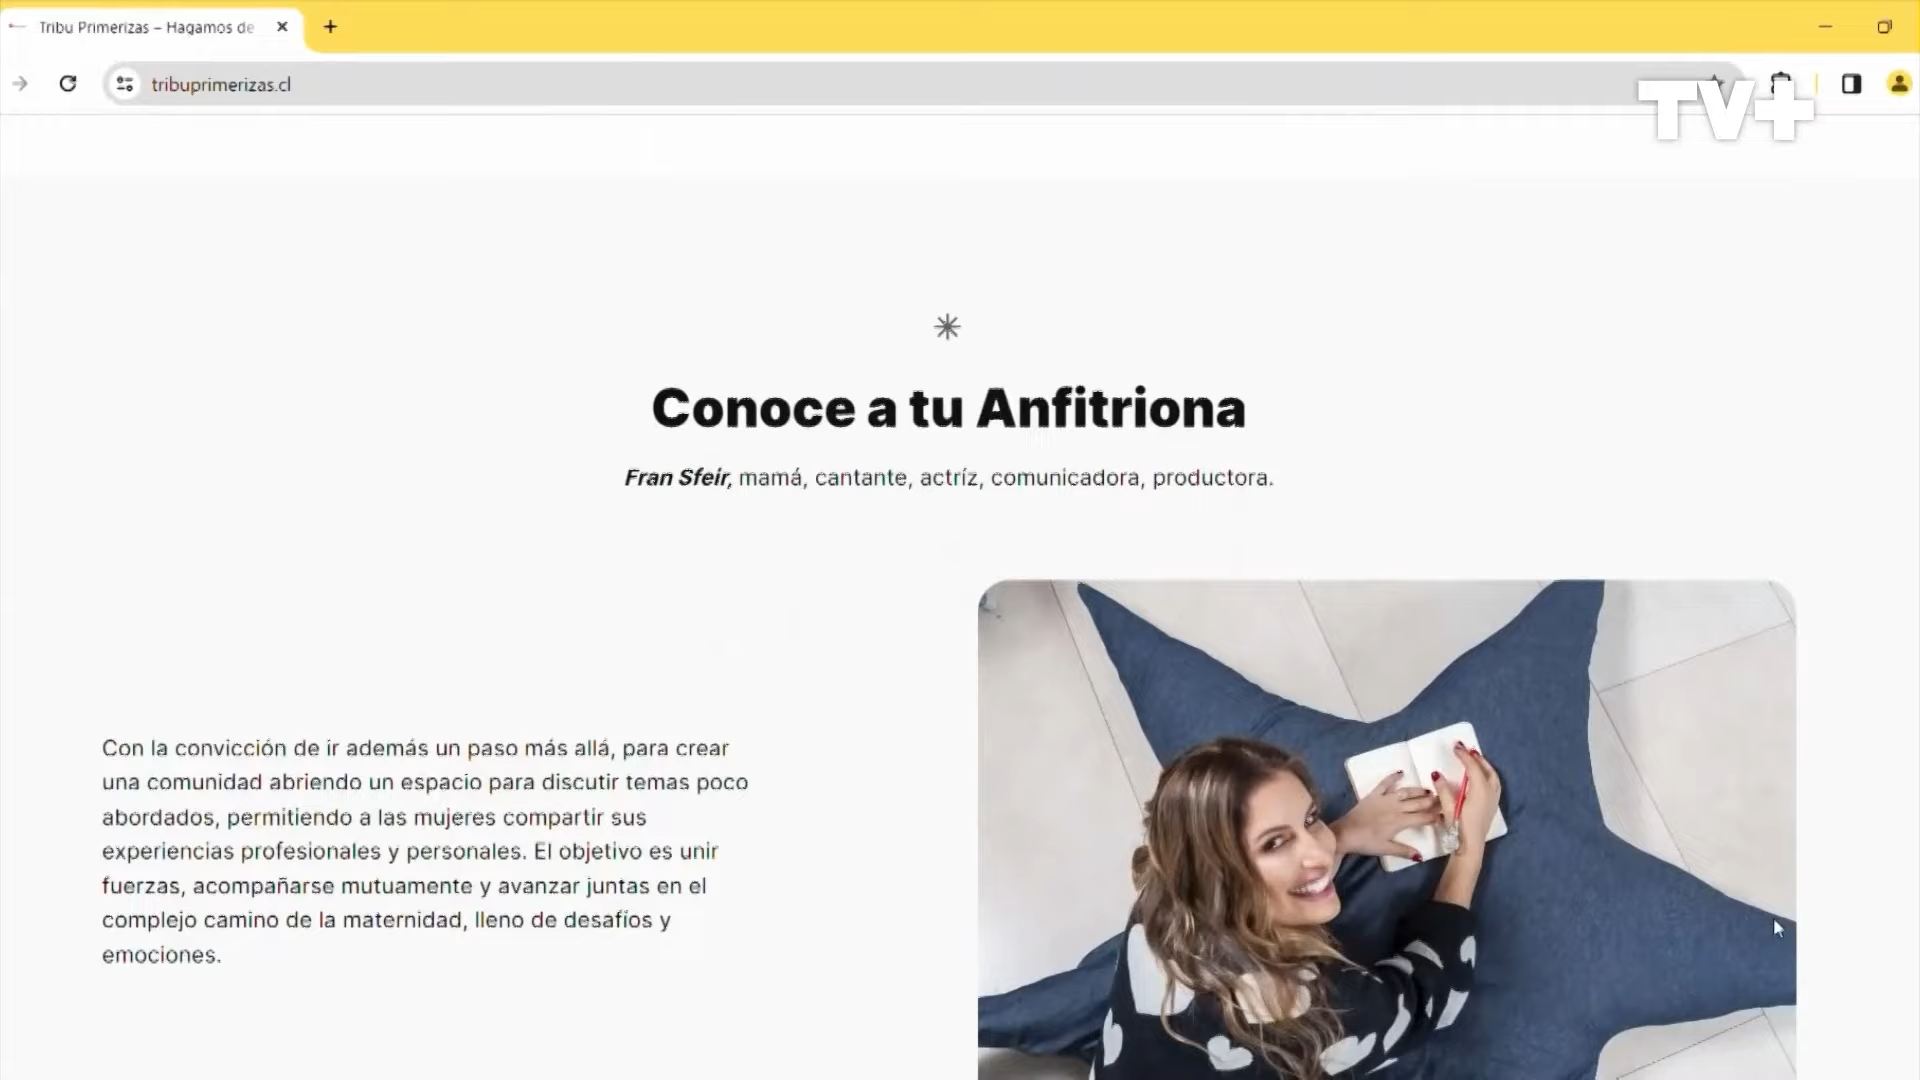 Tribu Primerizas – Hagamos de
tribuprimerizas.cl
TV+
Conoce a tu Anfitriona
Fran Sfeir, mamá, cantante, actríz, comunicadora, productora.
Con la convicción de ir además un paso más allá, para crear
una comunidad abriendo un espacio para discutir temas poco
abordados, permitiendo a las mujeres compartir sus
experiencias profesionales y personales. El objetivo es unir
fuerzas, acompañarse mutuamente y avanzar juntas en el
complejo camino de la maternidad, lleno de desafíos y
emociones.